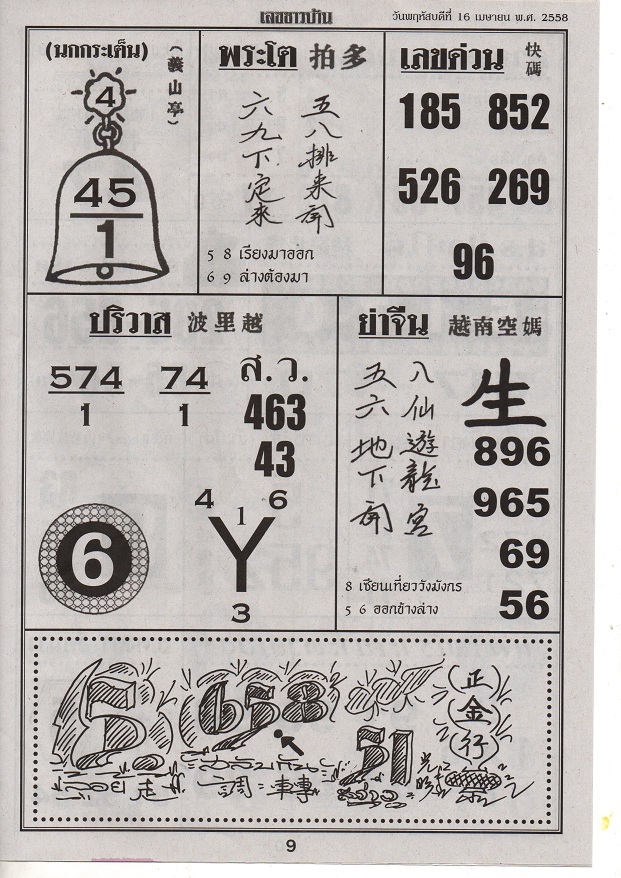 เลขชาวบ้าน
วันพฤหัสบดีที่ 16 เมษายน พ.ศ. 2558
(นกกระเต็น)
(義山亭)
4
45
1
พระโต 拍多
五八排来開
六九下定来
5 8 เรียงมาออก
6 9 ล่างต้องมา
เลขด่วน 快碼
185 852
526 269
96
ปริวาส 波里越
574 74
1 1
ส.ว.
463
43
6
4 1 6
Y
3
ย่าจีน 越南空媽
八仙遊龍宮
五六地下開
生
896
965
69
56
8 เซียนเที่ยววังมังกร
5 6 ออกข้างล่าง
5
658
51
(正金行)
9